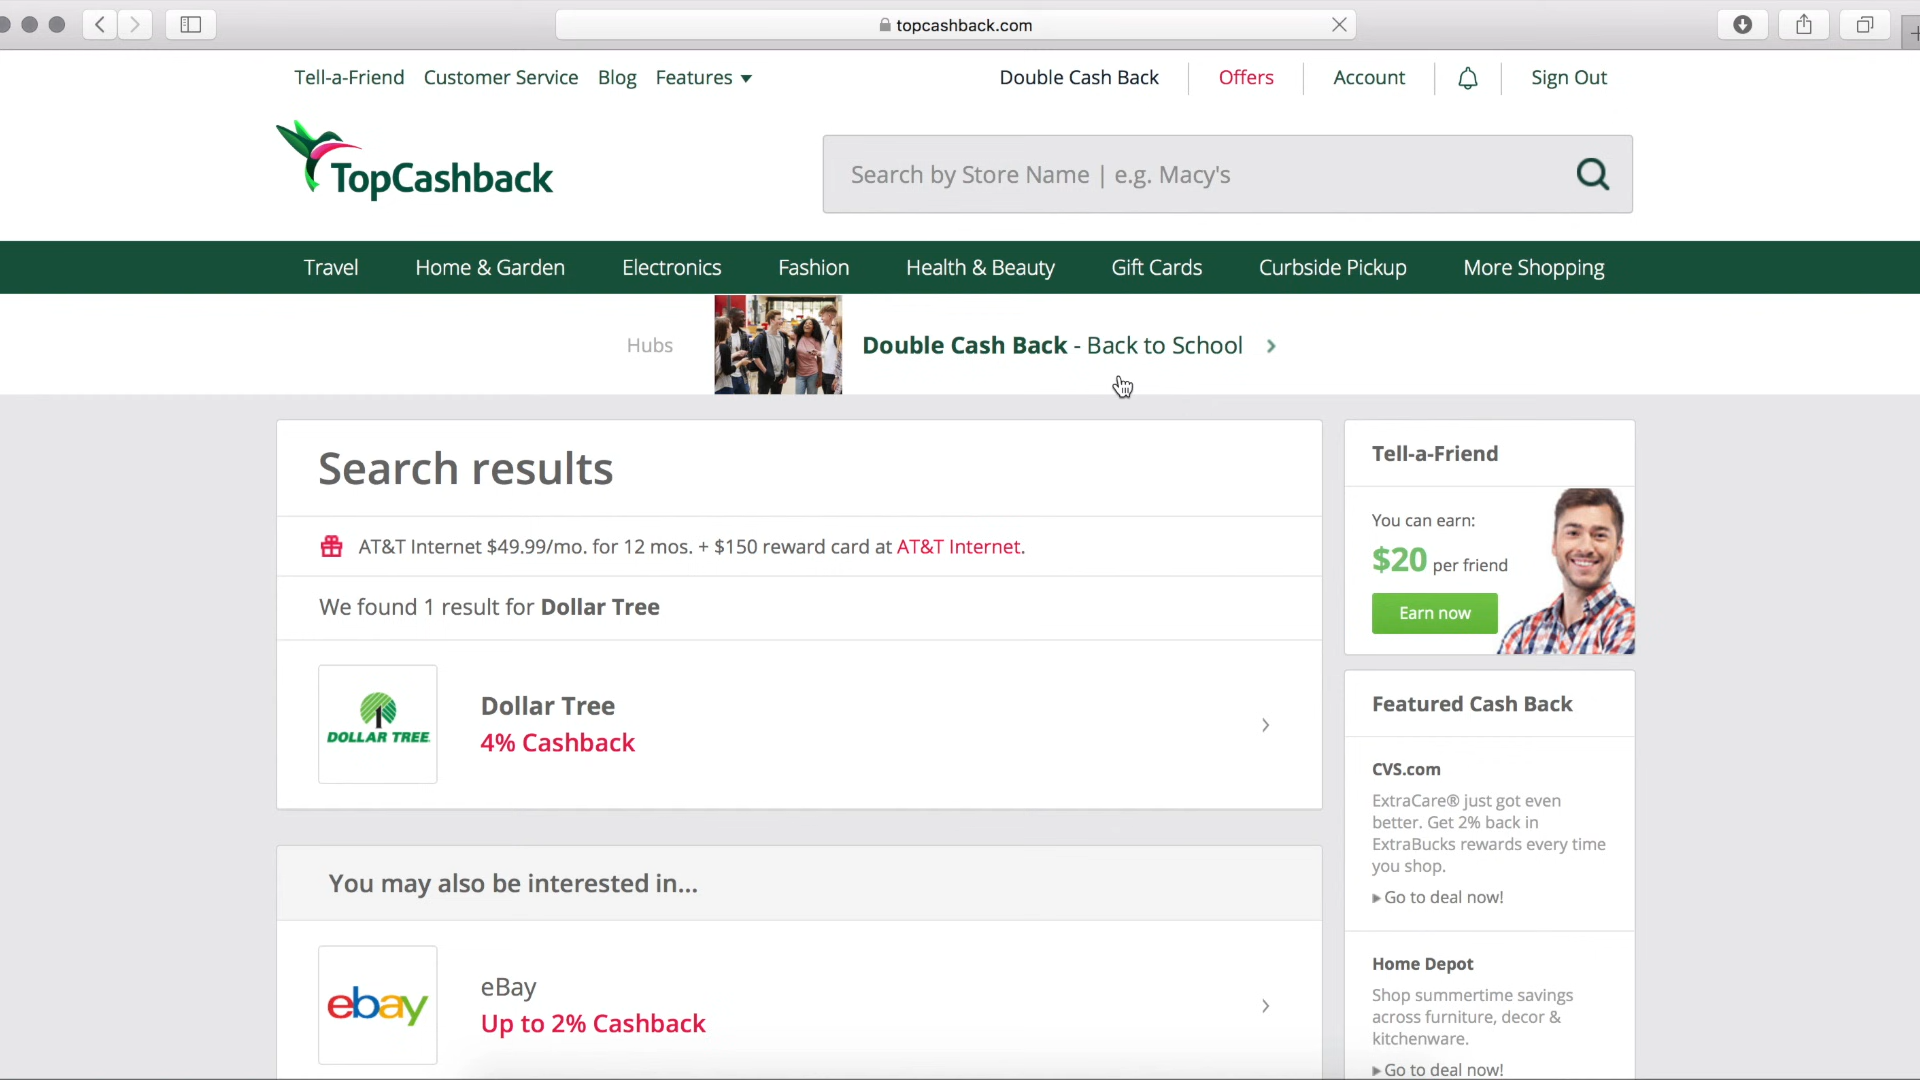 topcashback.com
Tell-a-Friend Customer Service Blog Features Double Cash Back Offers Account Sign Out
TopCashback
Search by Store Name | e.g. Macy's
Travel Home & Garden Electronics Fashion Health & Beauty Gift Cards Curbside Pickup More Shopping
Hubs Double Cash Back - Back to School
Search results
AT&T Internet $49.99/mo. for 12 mos. + $150 reward card at AT&T Internet.
We found 1 result for Dollar Tree
DOLLAR TREE
Dollar Tree
4% Cashback
You may also be interested in...
ebay
eBay
Up to 2% Cashback
Tell-a-Friend
You can earn:
$20 per friend
Earn now
Featured Cash Back
CVS.com
ExtraCare® just got even
better. Get 2% back in
ExtraBucks rewards every time
you shop.
Go to deal now!
Home Depot
Shop summertime savings
across furniture, decor &
kitchenware.
Go to deal now!